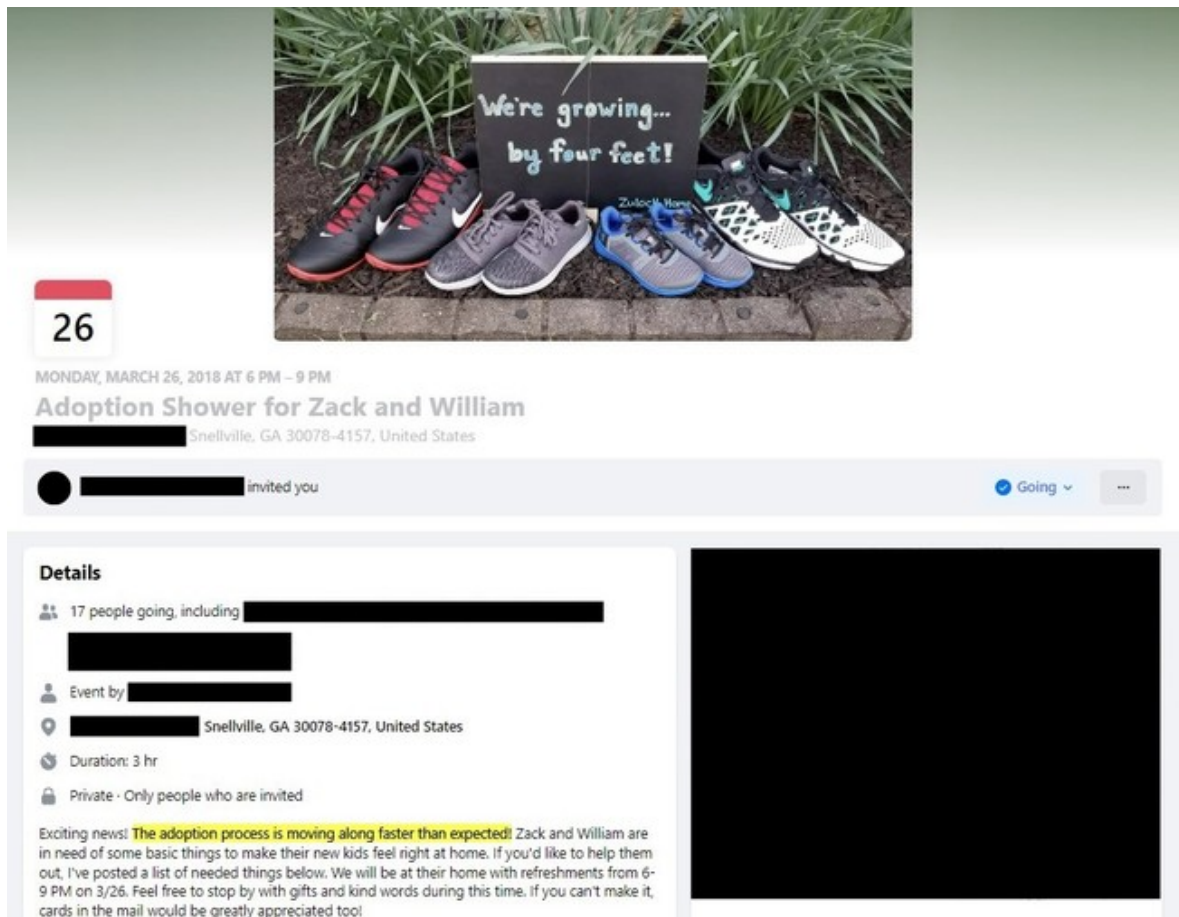 We're growing...
by four feet!
Zulock Home
26
MONDAY, MARCH 26, 2018 AT 6 PM – 9 PM
Adoption Shower for Zack and William
Snellville, GA 30078-4157, United States
invited you
Going
...
Details
17 people going, including
Event by
Snellville, GA 30078-4157, United States
Duration: 3 hr
Private · Only people who are invited
Exciting news! The adoption process is moving along faster than expected! Zack and William are
in need of some basic things to make their new kids feel right at home. If you'd like to help them
out, I've posted a list of needed things below. We will be at their home with refreshments from 6-
9 PM on 3/26. Feel free to stop by with gifts and kind words during this time. If you can't make it,
cards in the mail would be greatly appreciated too!